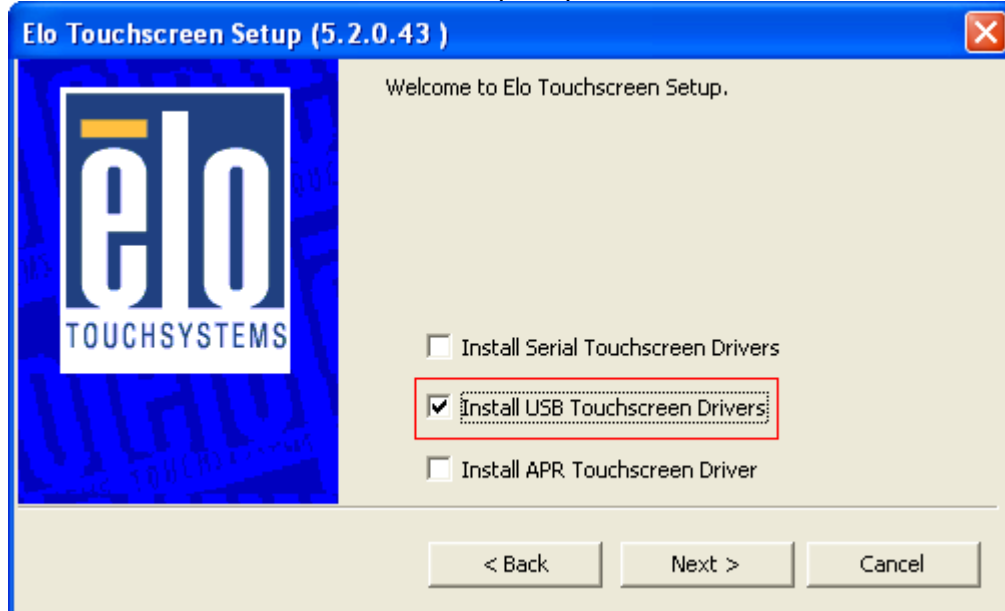 Elo Touchscreen Setup (5.2.0.43 )
Welcome to Elo Touchscreen Setup.
ēlo
TOUCHSYSTEMS
Install Serial Touchscreen Drivers
Install USB Touchscreen Drivers
Install APR Touchscreen Driver
< Back
Next >
Cancel